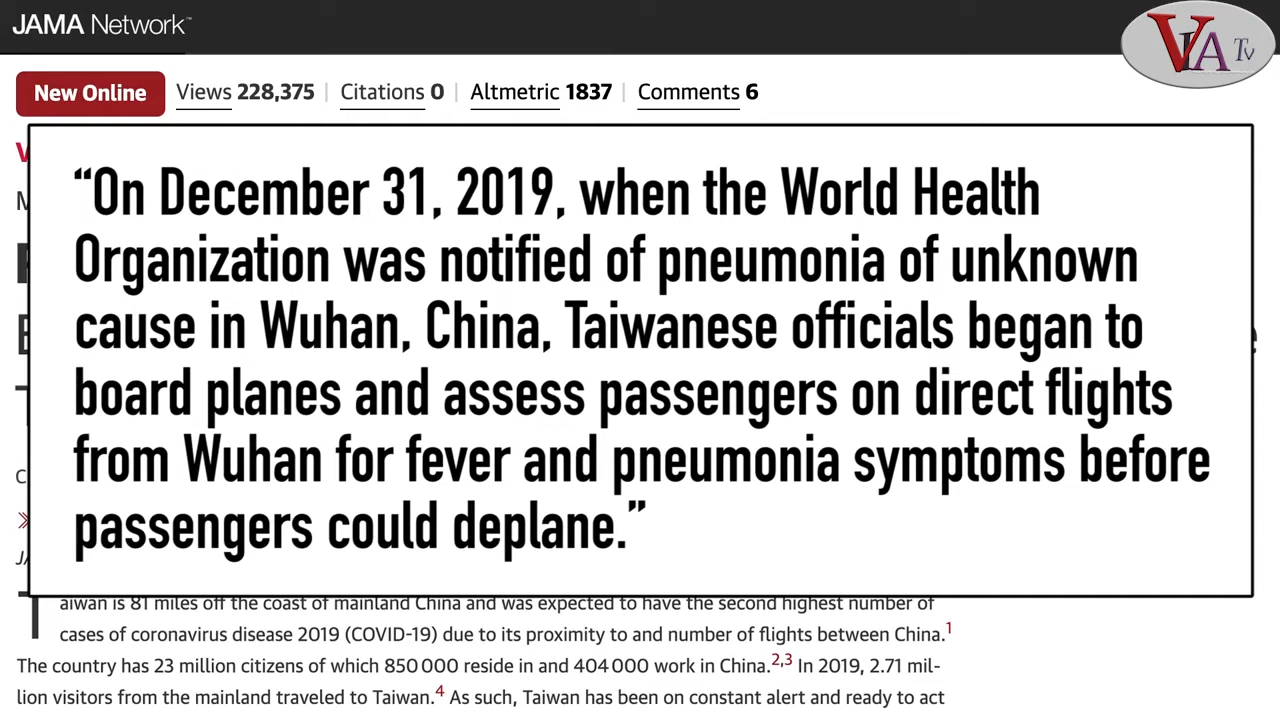 JAMA Network™
VIA Tv
New Online Views 228,375 Citations 0 Altmetric 1837 Comments 6
“On December 31, 2019, when the World Health
Organization was notified of pneumonia of unknown
cause in Wuhan, China, Taiwanese officials began to
board planes and assess passengers on direct flights
from Wuhan for fever and pneumonia symptoms before
passengers could deplane.”
aiwan is 81 miles off the coast of mainland China and was expected to have the second highest number of
cases of coronavirus disease 2019 (COVID-19) due to its proximity to and number of flights between China.1
The country has 23 million citizens of which 850 000 reside in and 404 000 work in China.2,3 In 2019, 2.71 mil-
lion visitors from the mainland traveled to Taiwan.4 As such, Taiwan has been on constant alert and ready to act